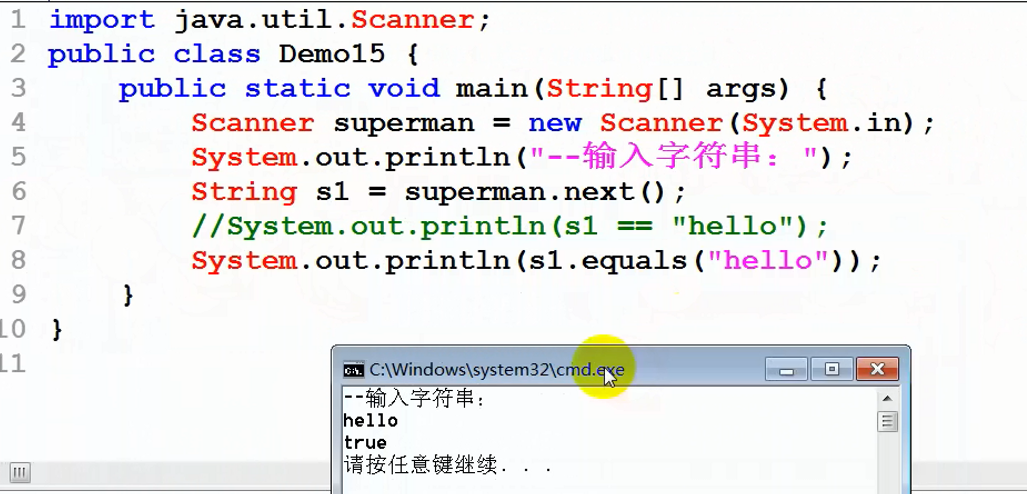 1 import java.util.Scanner;
2 public class Demo15 {
3 public static void main(String[] args) {
4 Scanner superman = new Scanner(System.in);
5 System.out.println("--输入字符串：");
6 String s1 = superman.next();
7 //System.out.println(s1 == "hello");
8 System.out.println(s1.equals("hello"));
9 }
10 }
11
C:\Windows\system32\cmd.exe
--输入字符串：
hello
true
请按任意键继续. . .